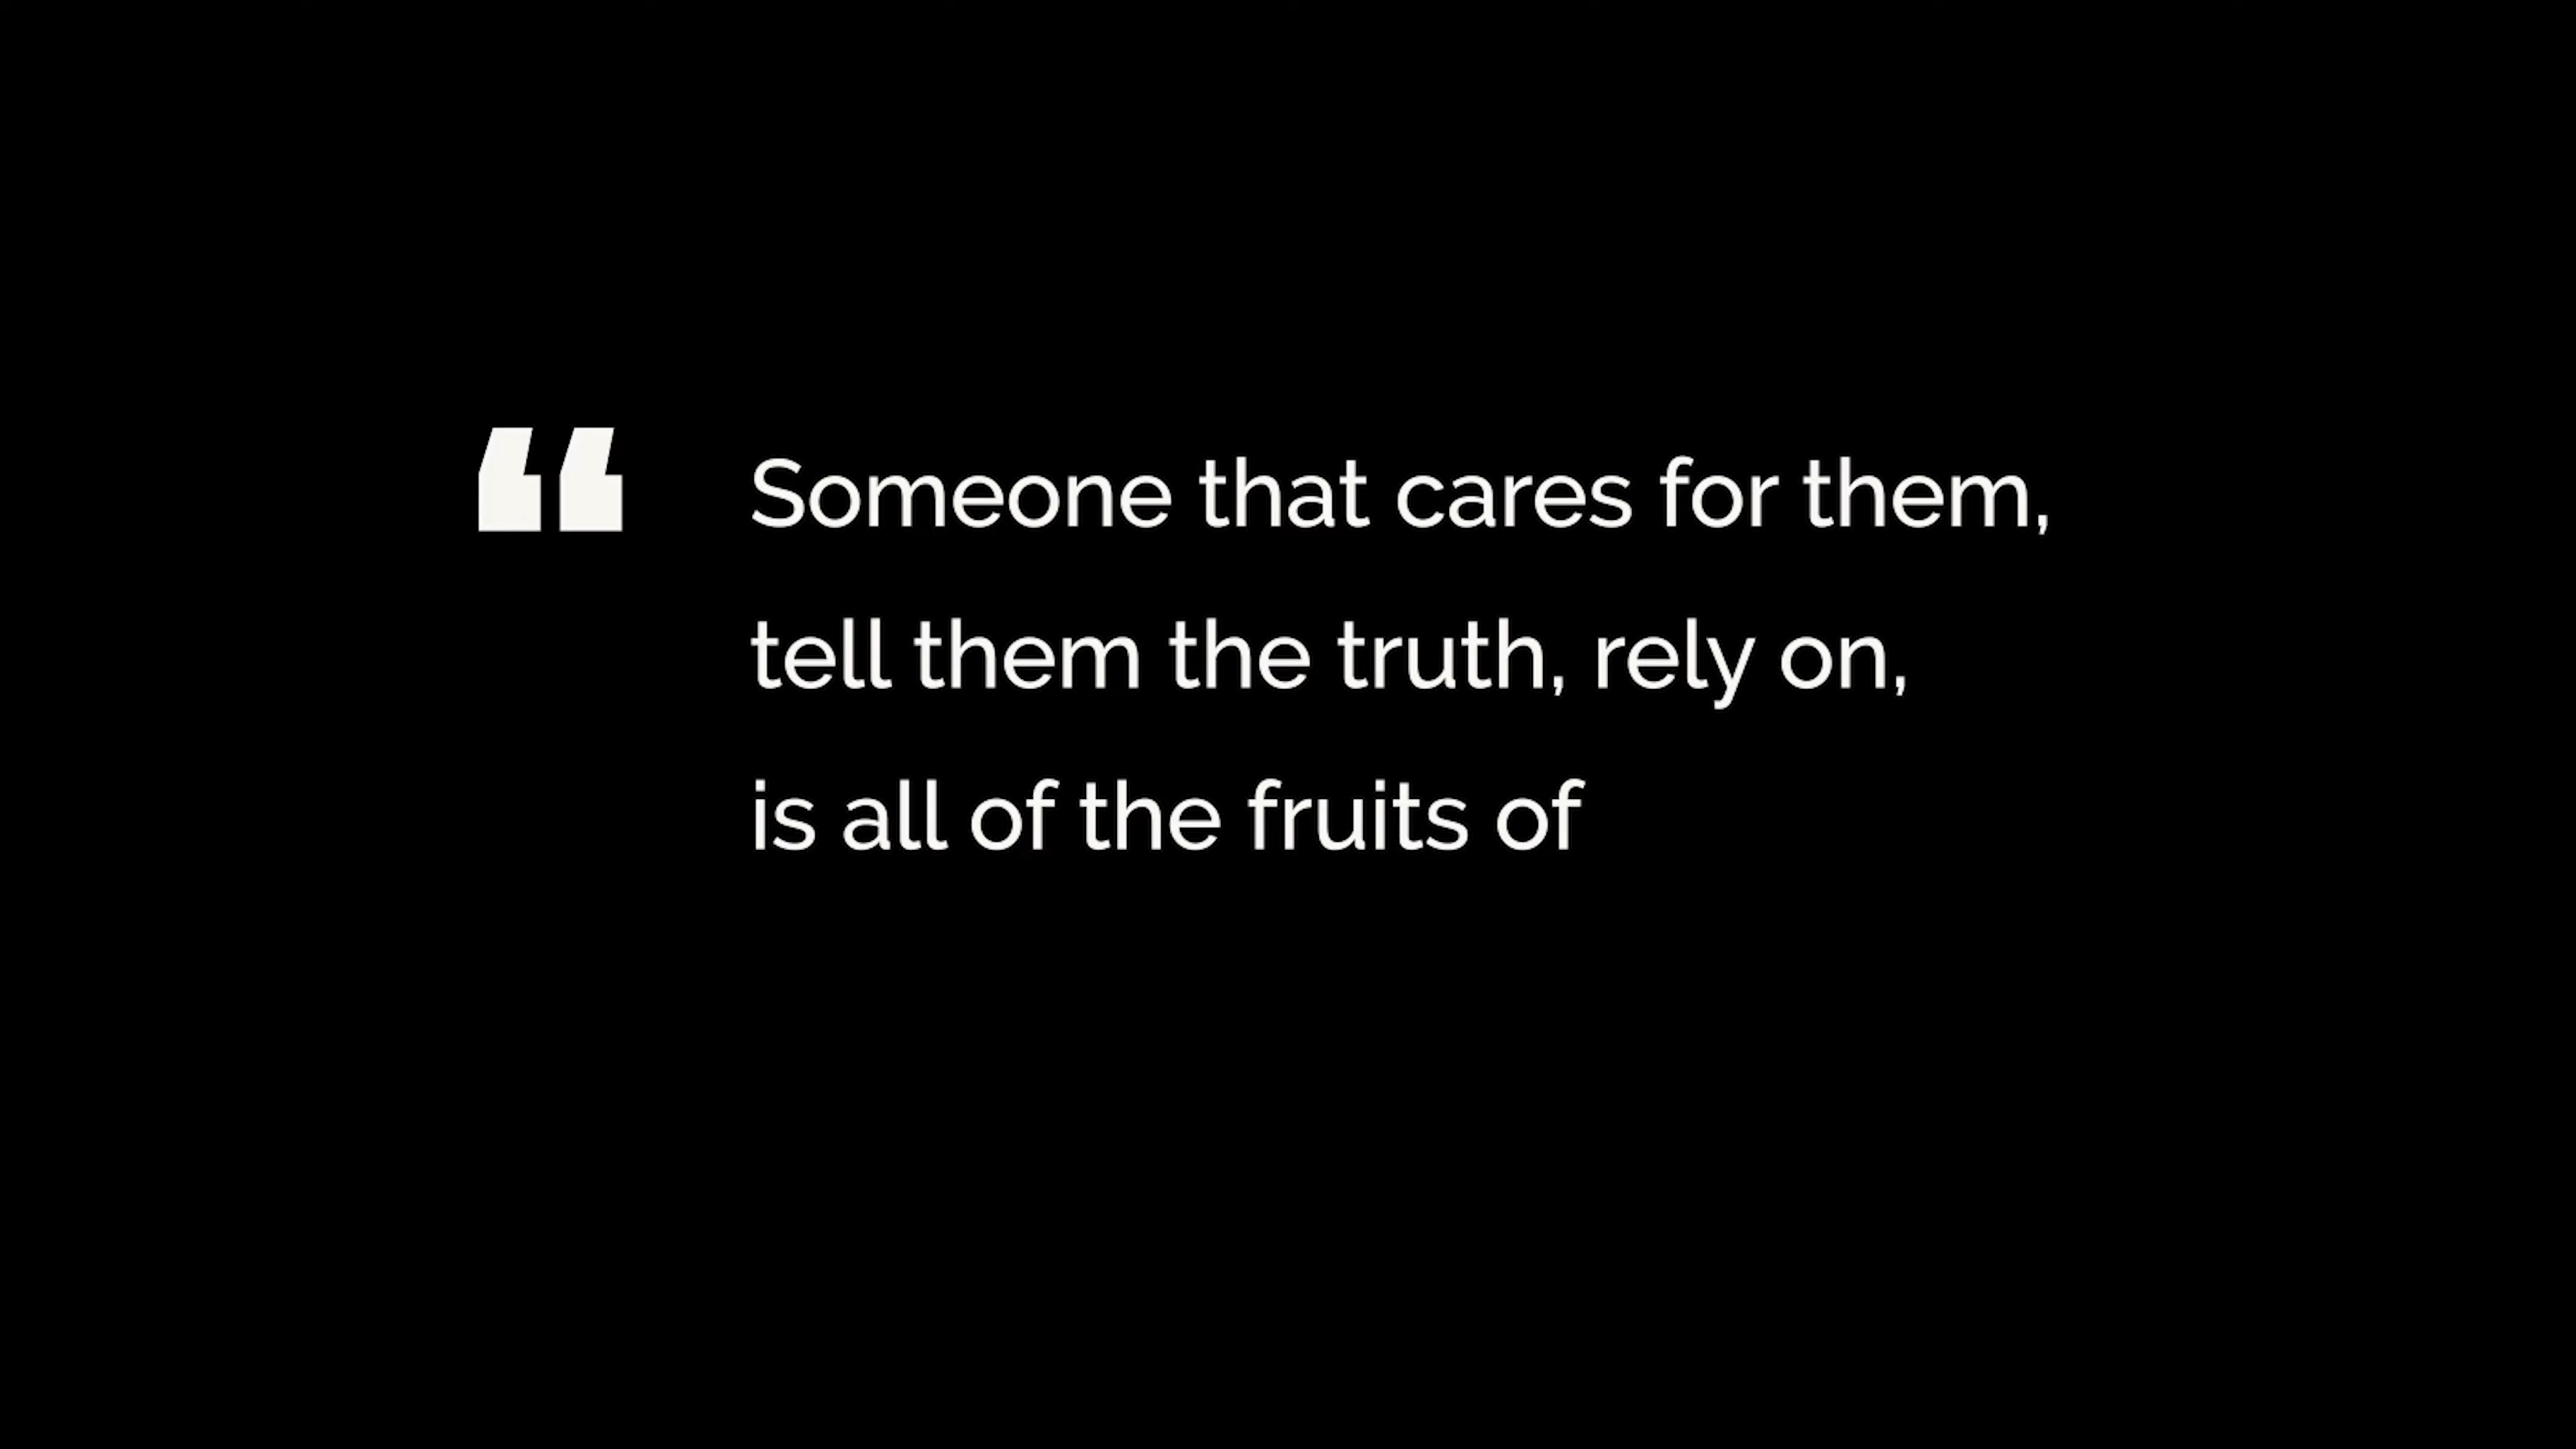 “ Someone that cares for them,
tell them the truth, rely on,
is all of the fruits of